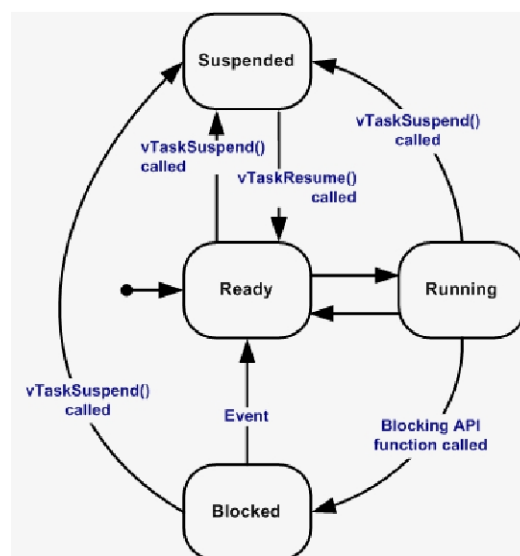 Suspended
vTaskSuspend()
called
vTaskSuspend()
called
vTaskResume()
called
Ready
Running
vTaskSuspend()
called
Event
Blocking API
function called
Blocked